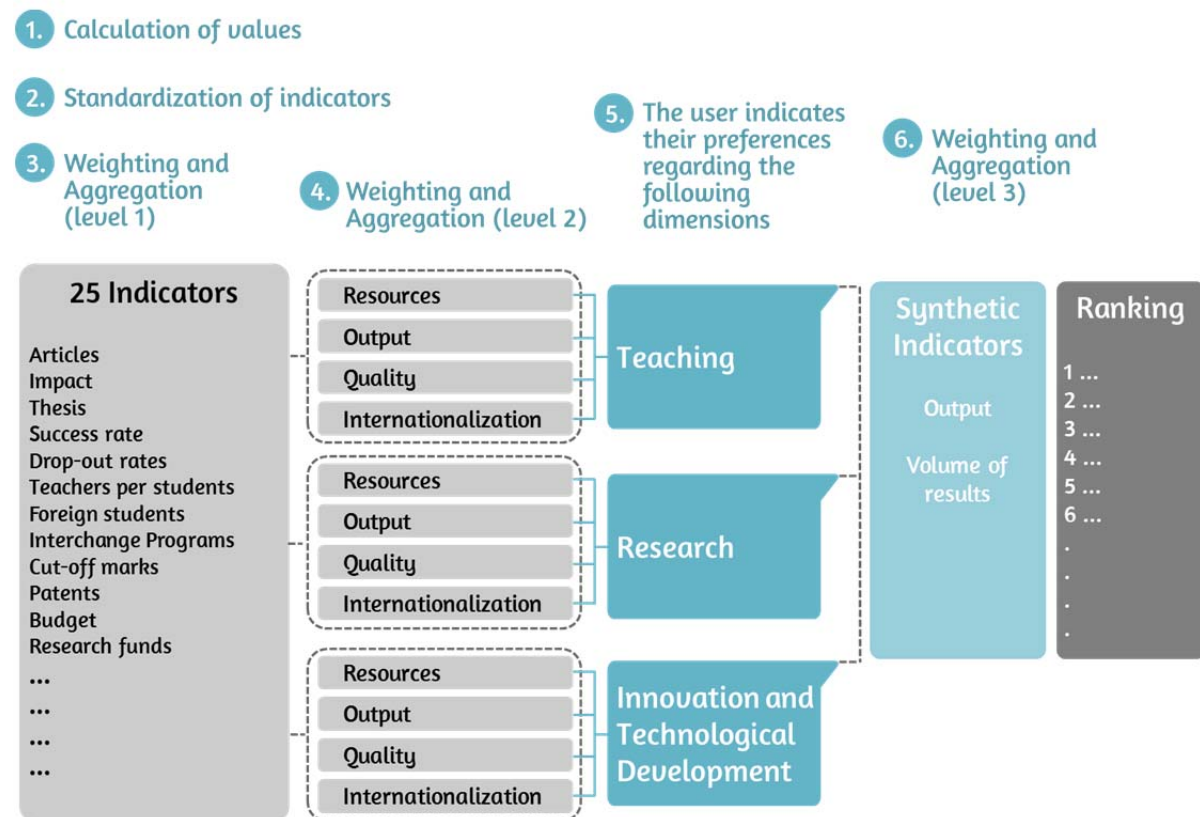 1. Calculation of values
2. Standardization of indicators
3. Weighting and
Aggregation
(level 1)
4. Weighting and
Aggregation (level 2)
5. The user indicates
their preferences
regarding the
following
dimensions
6. Weighting and
Aggregation
(level 3)
25 Indicators
Articles
Impact
Thesis
Success rate
Drop-out rates
Teachers per students
Foreign students
Interchange Programs
Cut-off marks
Patents
Budget
Research funds
...
...
...
...
Resources
Output
Quality
Internationalization
Resources
Output
Quality
Internationalization
Resources
Output
Quality
Internationalization
Teaching
Research
Innovation and
Technological
Development
Synthetic
Indicators
Output
Volume of
results
Ranking
1 ...
2 ...
3 ...
4 ...
5 ...
6 ...
.
.
.
.